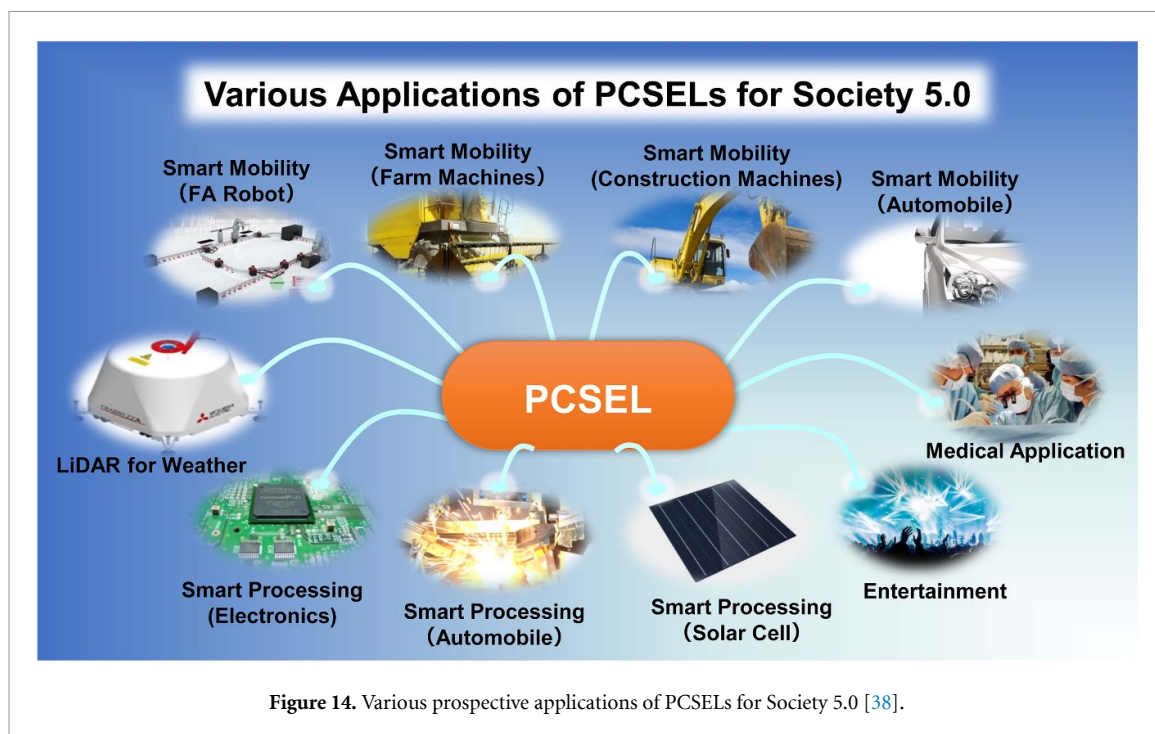 Various Applications of PCSELs for Society 5.0
Smart Mobility
（FA Robot）
Smart Mobility
（Farm Machines）
Smart Mobility
(Construction Machines)
Smart Mobility
（Automobile）
PCSEL
LiDAR for Weather
Medical Application
Smart Processing
(Electronics)
Smart Processing
（Automobile）
Smart Processing
（Solar Cell）
Entertainment
Figure 14. Various prospective applications of PCSELs for Society 5.0 [38].